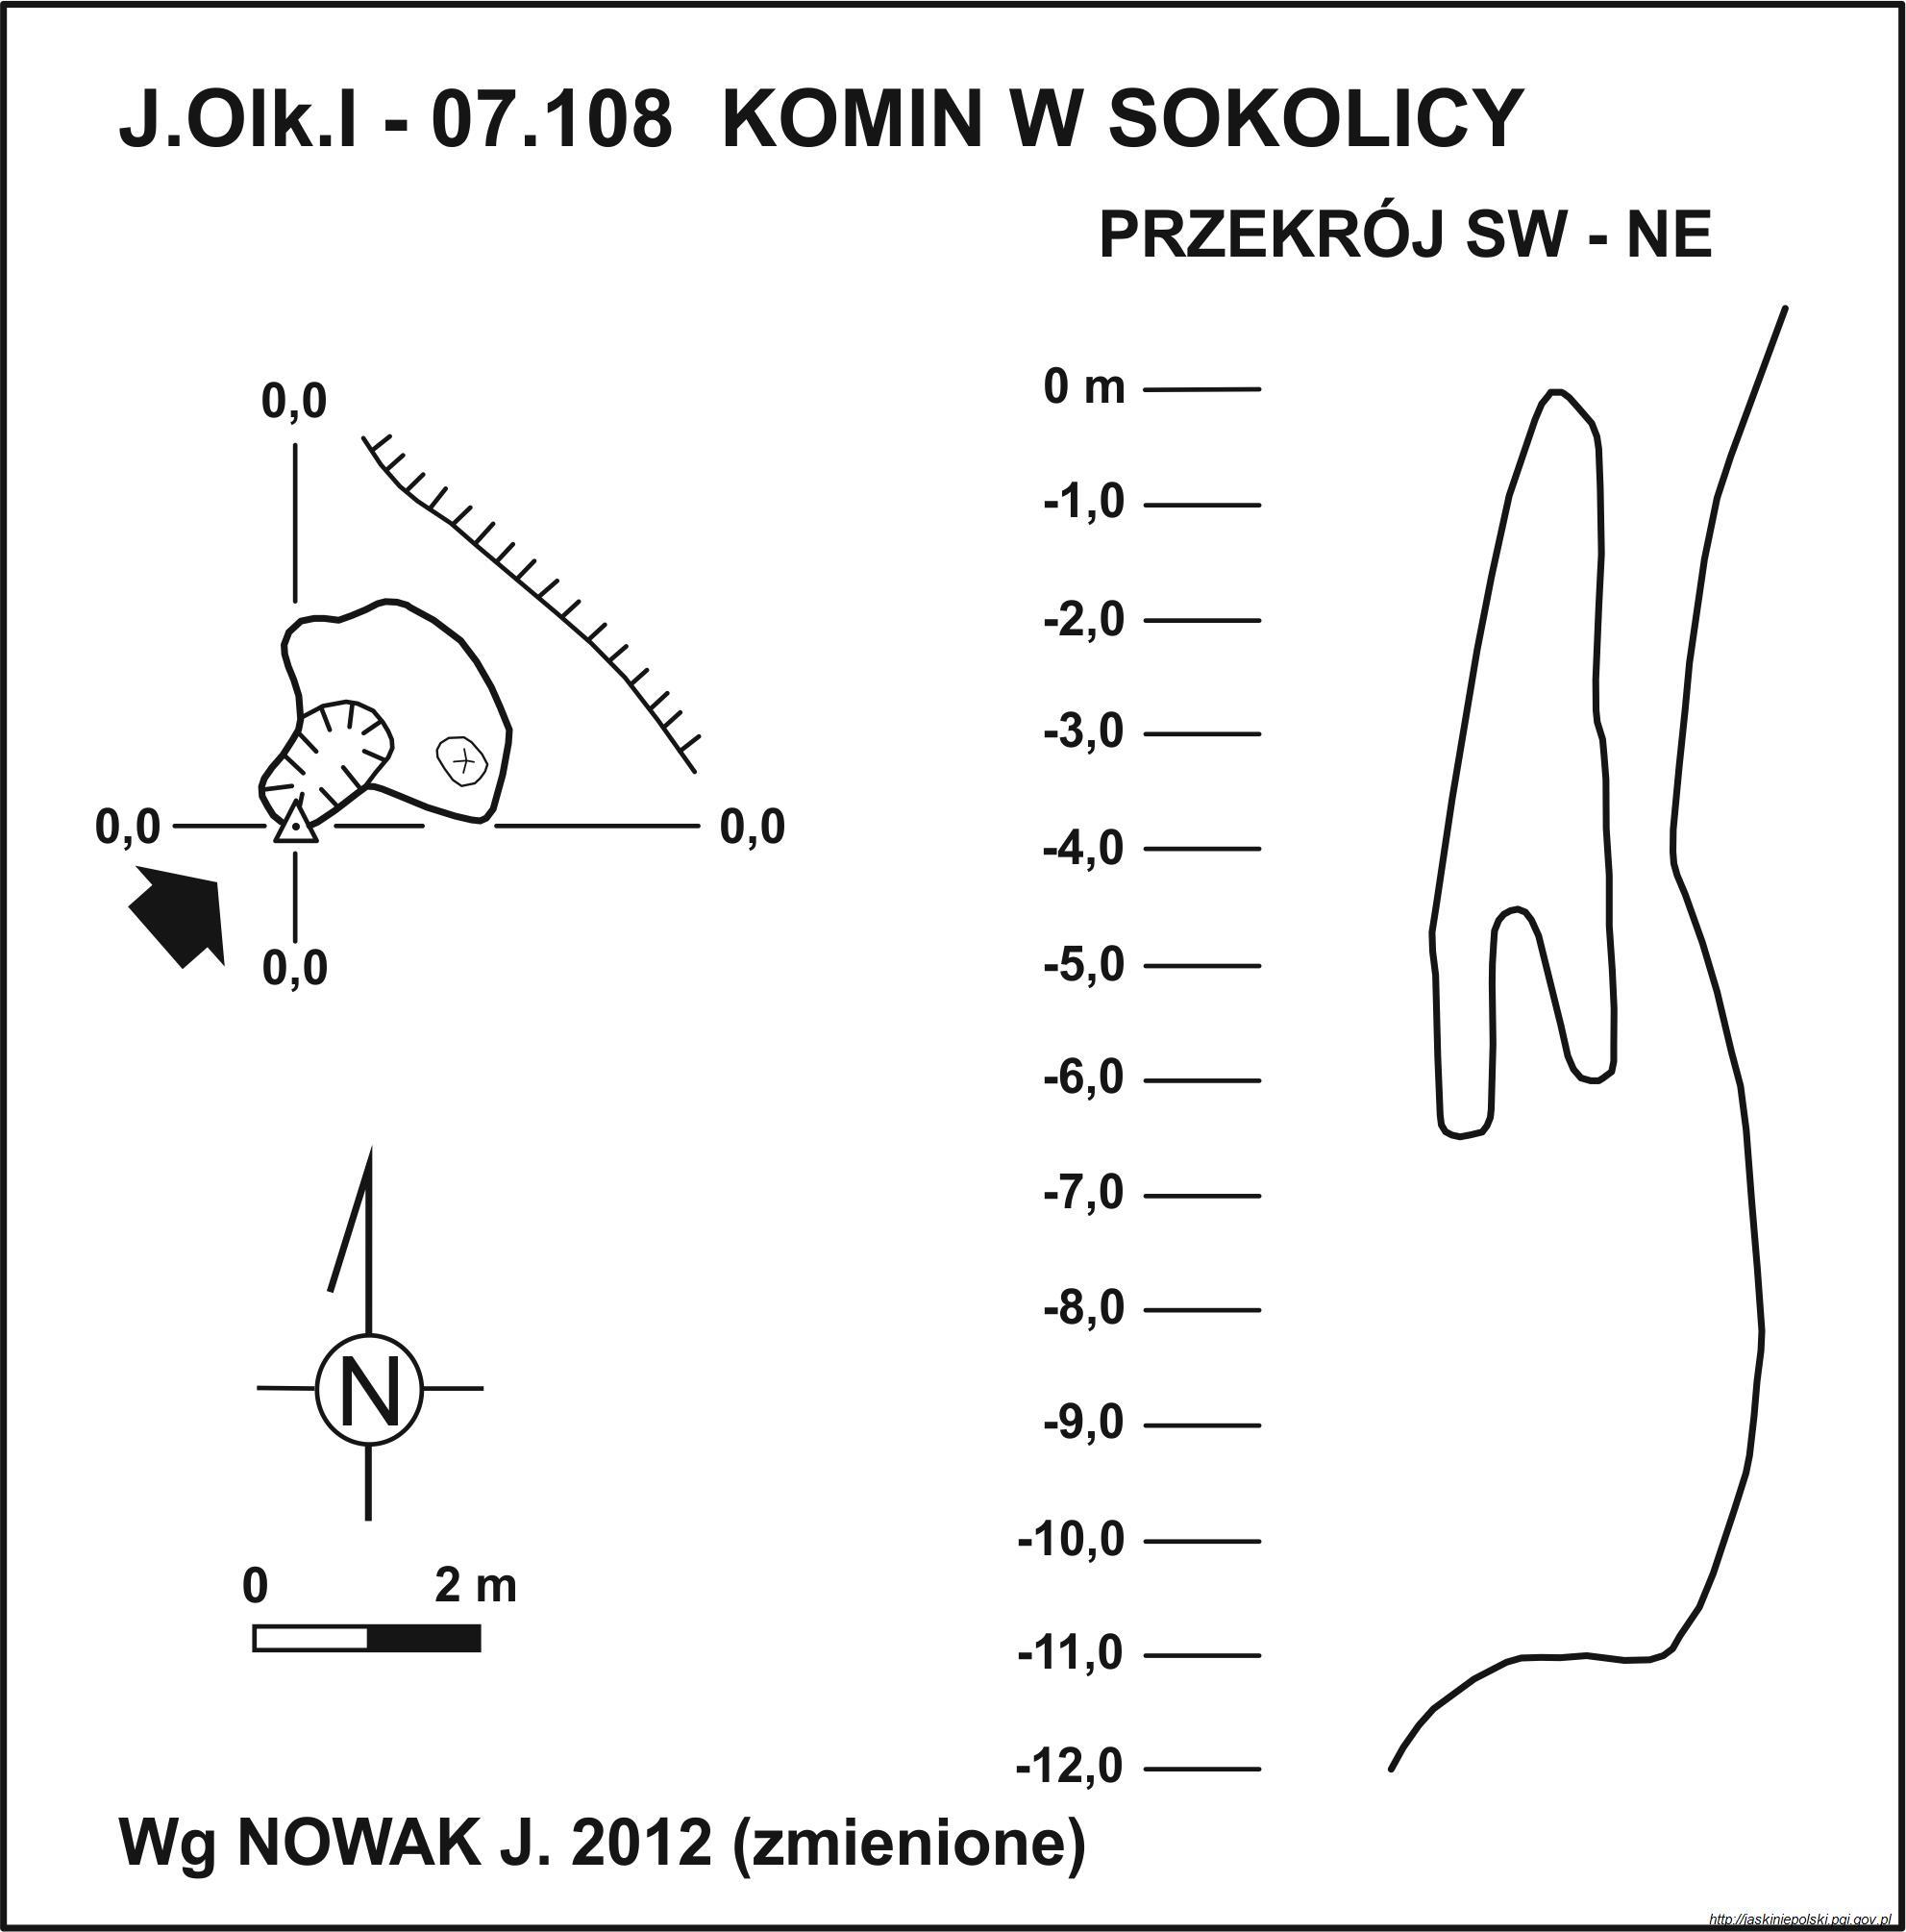 J.Olk.I - 07.108 KOMIN W SOKOLICY
PRZEKRÓJ SW - NE
0,0
0,0
0,0
0,0
N
0
2 m
0 m
-1,0
-2,0
-3,0
-4,0
-5,0
-6,0
-7,0
-8,0
-9,0
-10,0
-11,0
-12,0
Wg NOWAK J. 2012 (zmienione)
http://jaskiniepolski.pgi.gov.pl